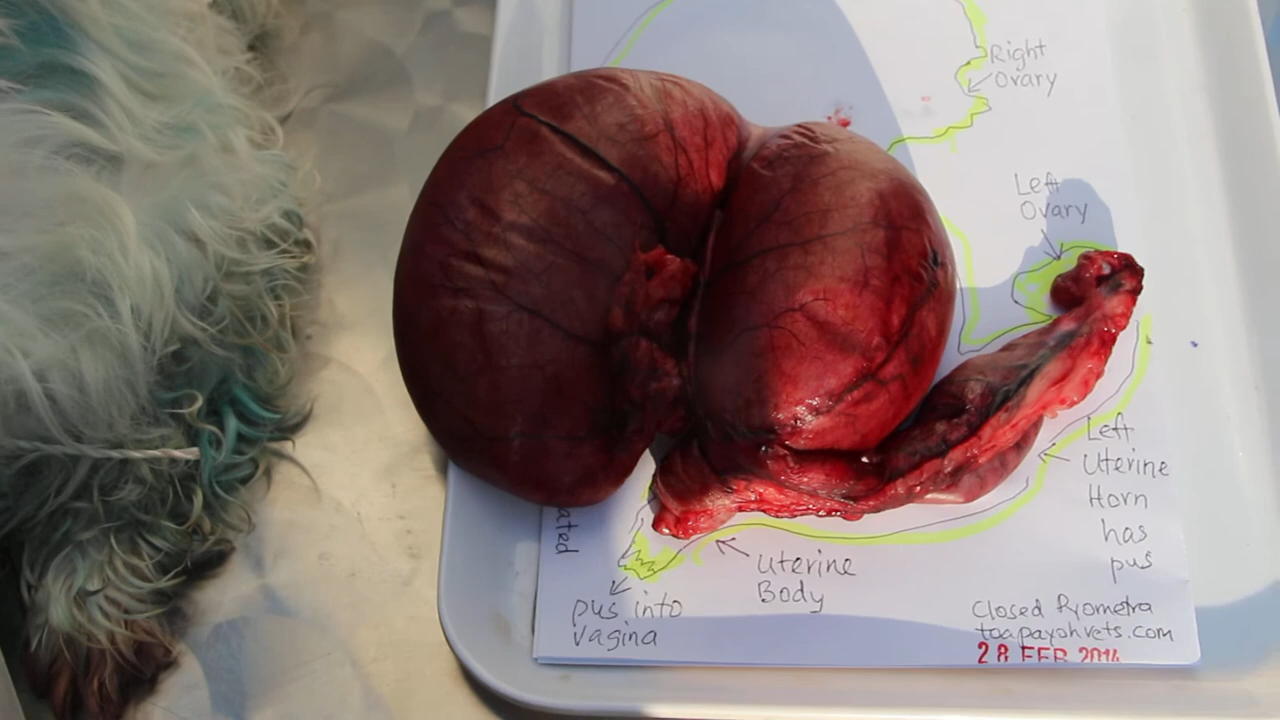 Right
Ovary
Left
Ovary
Left
Uterine
Horn
has
pus
ated
uterine
Body
pus into
vagina
Closed Pyometra
toapayohvets.com
28 FEB 2014